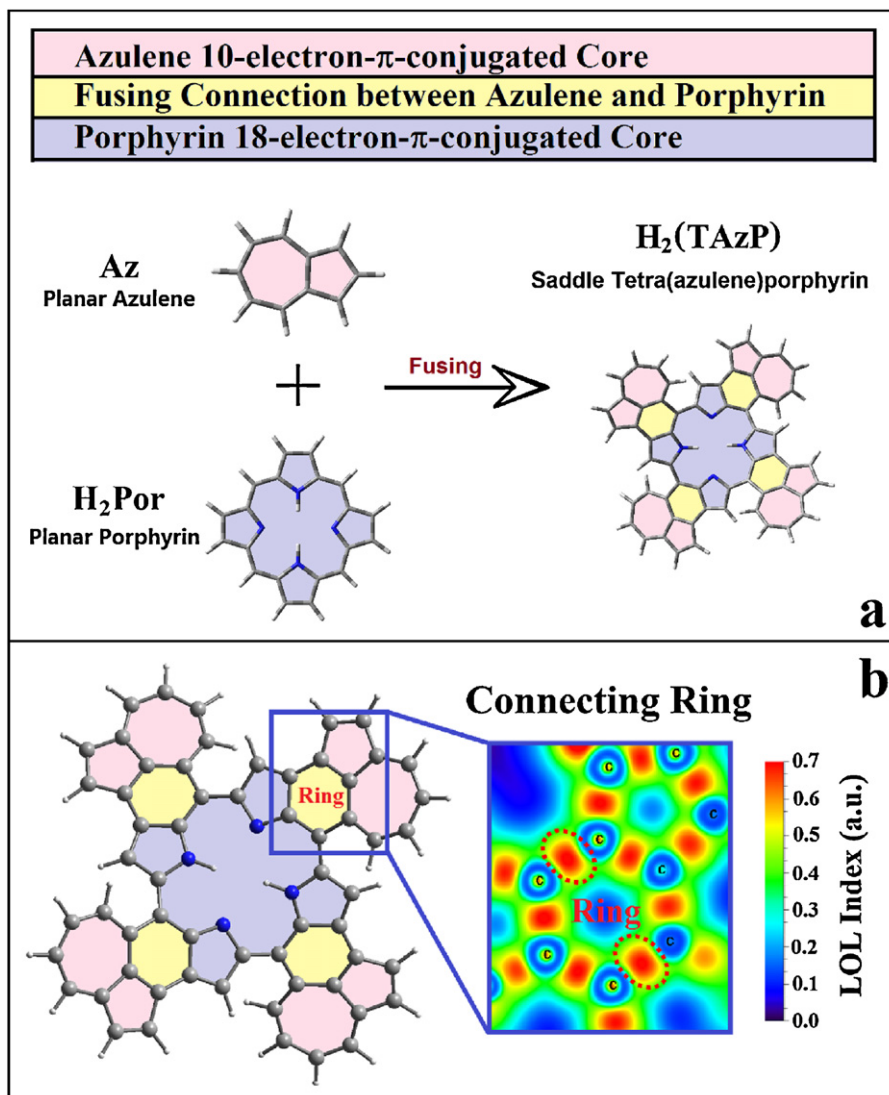 Azulene 10-electron-π-conjugated Core
Fusing Connection between Azulene and Porphyrin
Porphyrin 18-electron-π-conjugated Core
Az
Planar Azulene
H₂(TAzP)
Saddle Tetra(azulene)porphyrin
Fusing
+
H₂Por
Planar Porphyrin
a
b
Connecting Ring
Ring
C
C
C
C
C
C
C
C
Ring
0.7
0.6
0.5
0.4
0.3
0.2
0.1
0.0
LOL Index (a.u.)